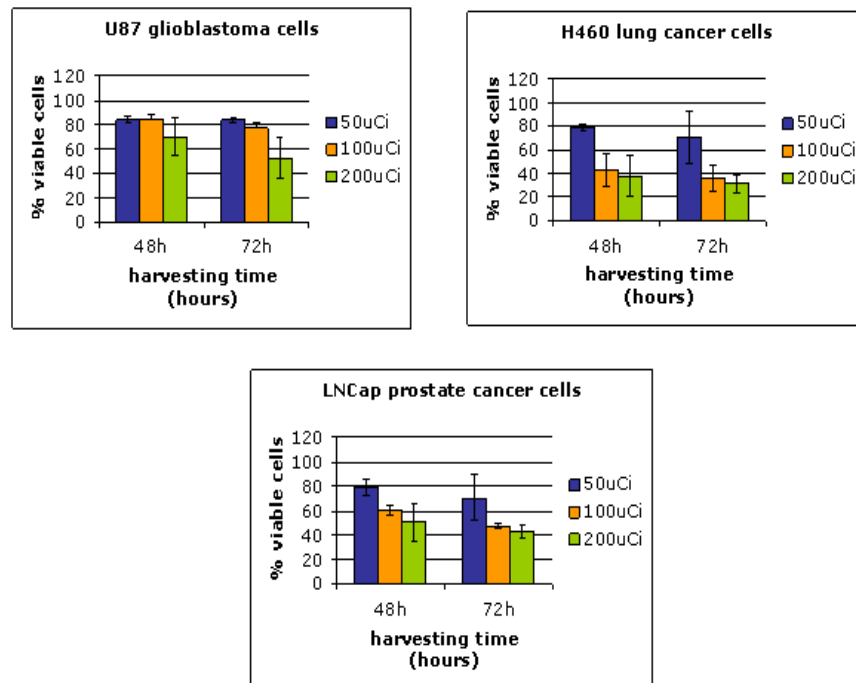 U87 glioblastoma cells
% viable cells
120
100
80
60
40
20
0
48h
72h
harvesting time
(hours)
50uCi
100uCi
200uCi
H460 lung cancer cells
% viable cells
120
100
80
60
40
20
0
48h
72h
harvesting time
(hours)
50uCi
100uCi
200uCi
LNCap prostate cancer cells
% viable cells
120
100
80
60
40
20
0
48h
72h
harvesting time
(hours)
50uCi
100uCi
200uCi